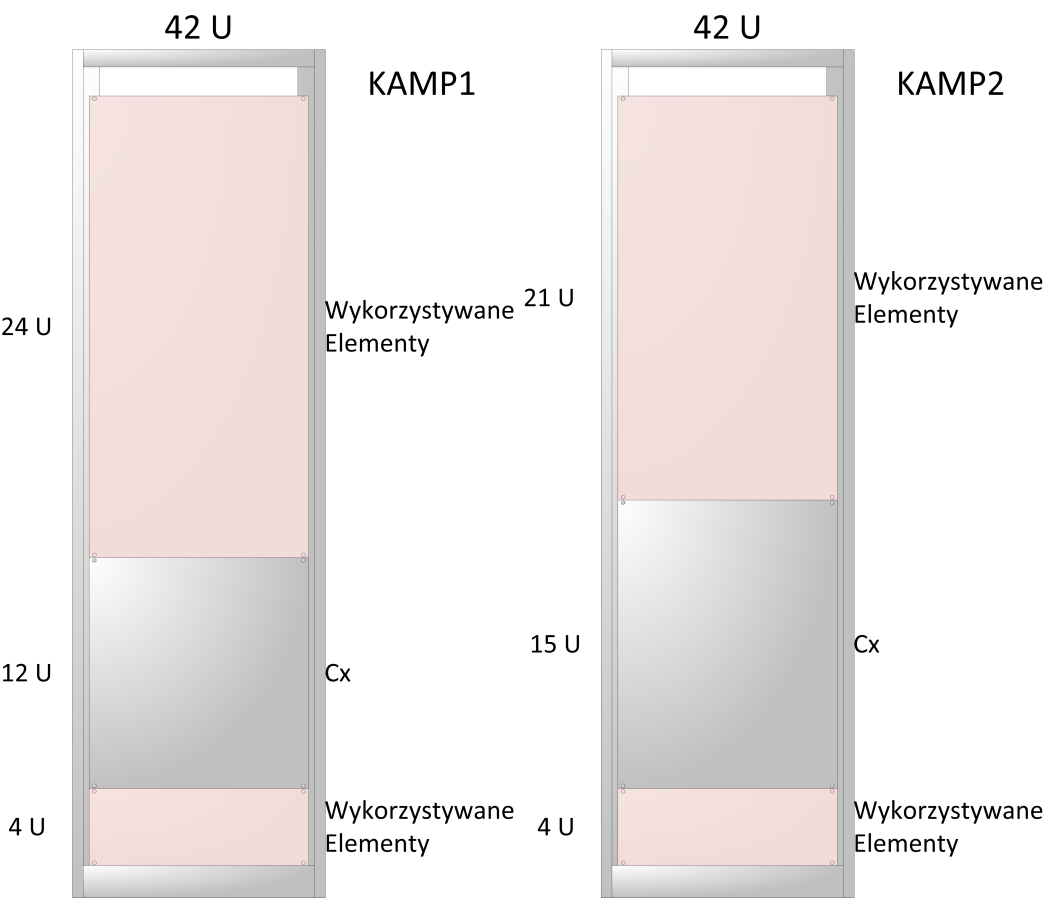 42 U
KAMP1
24 U
Wykorzystywane
Elementy
12 U
Cx
4 U
Wykorzystywane
Elementy
42 U
KAMP2
21 U
Wykorzystywane
Elementy
15 U
Cx
4 U
Wykorzystywane
Elementy